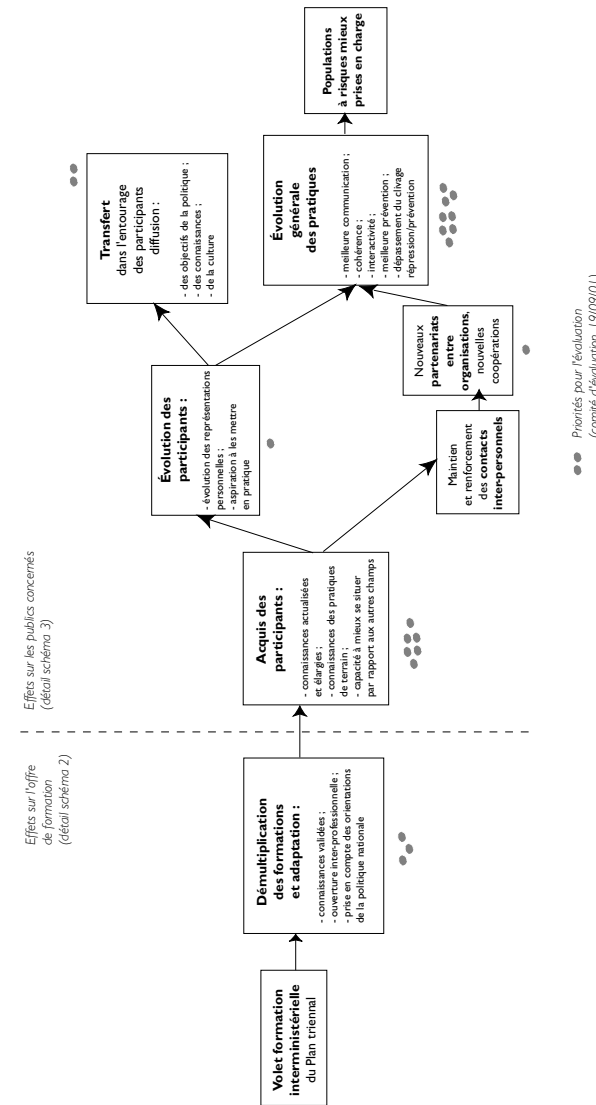 Effets sur l'offre
de formation
(détail schéma 2)
Effets sur les publics concernés
(détail schéma 3)
Volet formation
interministérielle
du Plan triennal
Démultiplication
des formations
et adaptation :
- connaissances validées ;
- ouverture inter-professionnelle ;
- prise en compte des orientations
de la politique nationale
Acquis des
participants :
- connaissances actualisées
et élargies ;
- connaissances des pratiques
de terrain ;
- capacité à mieux se situer
par rapport aux autres champs
Évolution des
participants :
- évolution des représentations
personnelles ;
- aspiration à les mettre
en pratique
Maintien
et renforcement
des contacts
inter-personnels
Transfert
dans l'entourage
des participants
diffusion :
- des objectifs de la politique ;
- des connaissances ;
- de la culture
Nouveaux
partenariats
entre
organisations,
nouvelles
coopérations
Évolution
générale
des pratiques
- meilleure communication ;
- cohérence ;
- interactivité ;
- meilleure prévention ;
- dépassement du clivage
répression/prévention
Populations
à risques mieux
prises en charge
Priorités pour l'évaluation
(comité d'évaluation, 19/09/01)